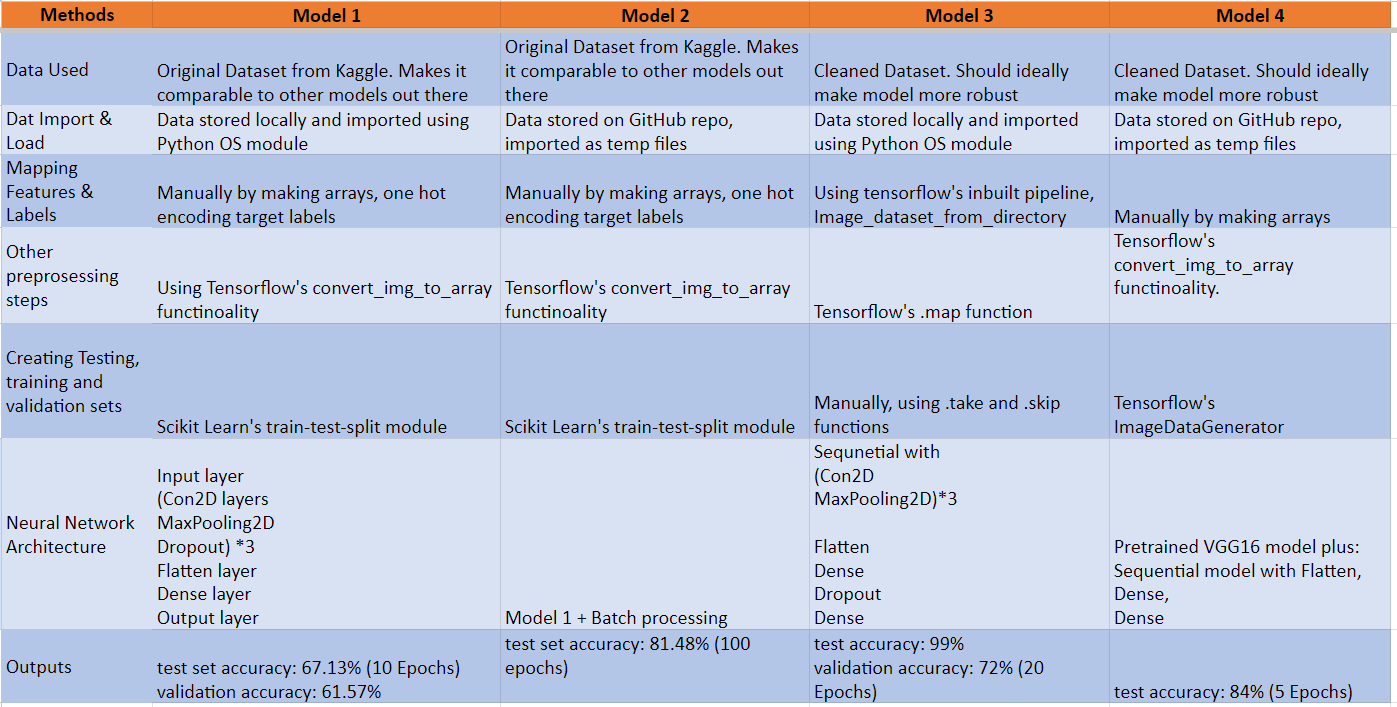 Methods
Model 1
Model 2
Model 3
Model 4
Data Used
Original Dataset from Kaggle. Makes it
comparable to other models out there
Original Dataset from Kaggle. Makes
it comparable to other models out
there
Cleaned Dataset. Should ideally
make model more robust
Cleaned Dataset. Should ideally
make model more robust
Dat Import &
Load
Data stored locally and imported using
Python OS module
Data stored on GitHub repo,
imported as temp files
Data stored locally and imported
using Python OS module
Data stored on GitHub repo,
imported as temp files
Mapping
Features &
Labels
Manually by making arrays, one hot
encoding target labels
Manually by making arrays, one hot
encoding target labels
Using tensorflow's inbuilt pipeline,
Image_dataset_from_directory
Manually by making arrays
Other
preprosessing
steps
Using Tensorflow's convert_img_to_array
functinoality
Tensorflow's convert_img_to_array
functinoality
Tensorflow's .map function
Tensorflow's
convert_img_to_array
functinoality.
Creating Testing,
training and
validation sets
Scikit Learn's train-test-split module
Scikit Learn's train-test-split module
Manually, using .take and .skip
functions
Tensorflow's
ImageDataGenerator
Neural Network
Architecture
Input layer
(Con2D layers
MaxPooling2D
Dropout) *3
Flatten layer
Dense layer
Output layer
Model 1 + Batch processing
Sequnetial with
(Con2D
MaxPooling2D)*3
Flatten
Dense
Dropout
Dense
Pretrained VGG16 model plus:
Sequential model with Flatten,
Dense,
Dense
Outputs
test set accuracy: 67.13% (10 Epochs)
validation accuracy: 61.57%
test set accuracy: 81.48% (100
epochs)
test accuracy: 99%
validation accuracy: 72% (20
Epochs)
test accuracy: 84% (5 Epochs)